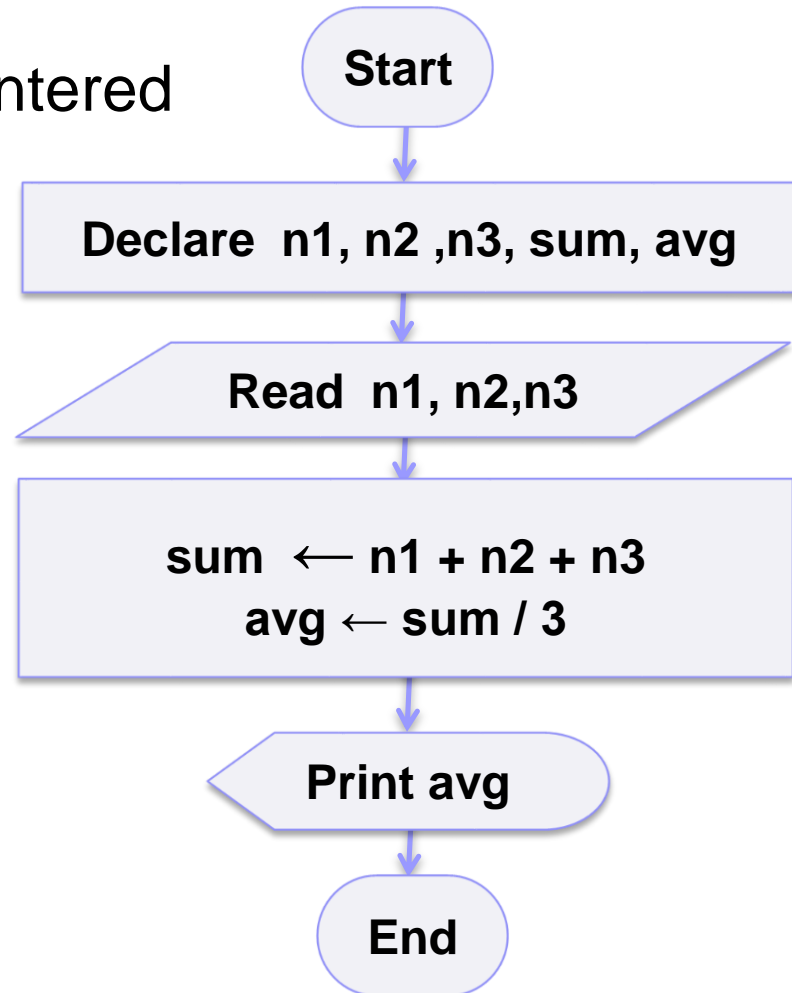 ntered
Start
Declare  n1, n2 ,n3, sum, avg
Read  n1, n2,n3
sum ← n1 + n2 + n3
avg ← sum / 3
Print avg
End